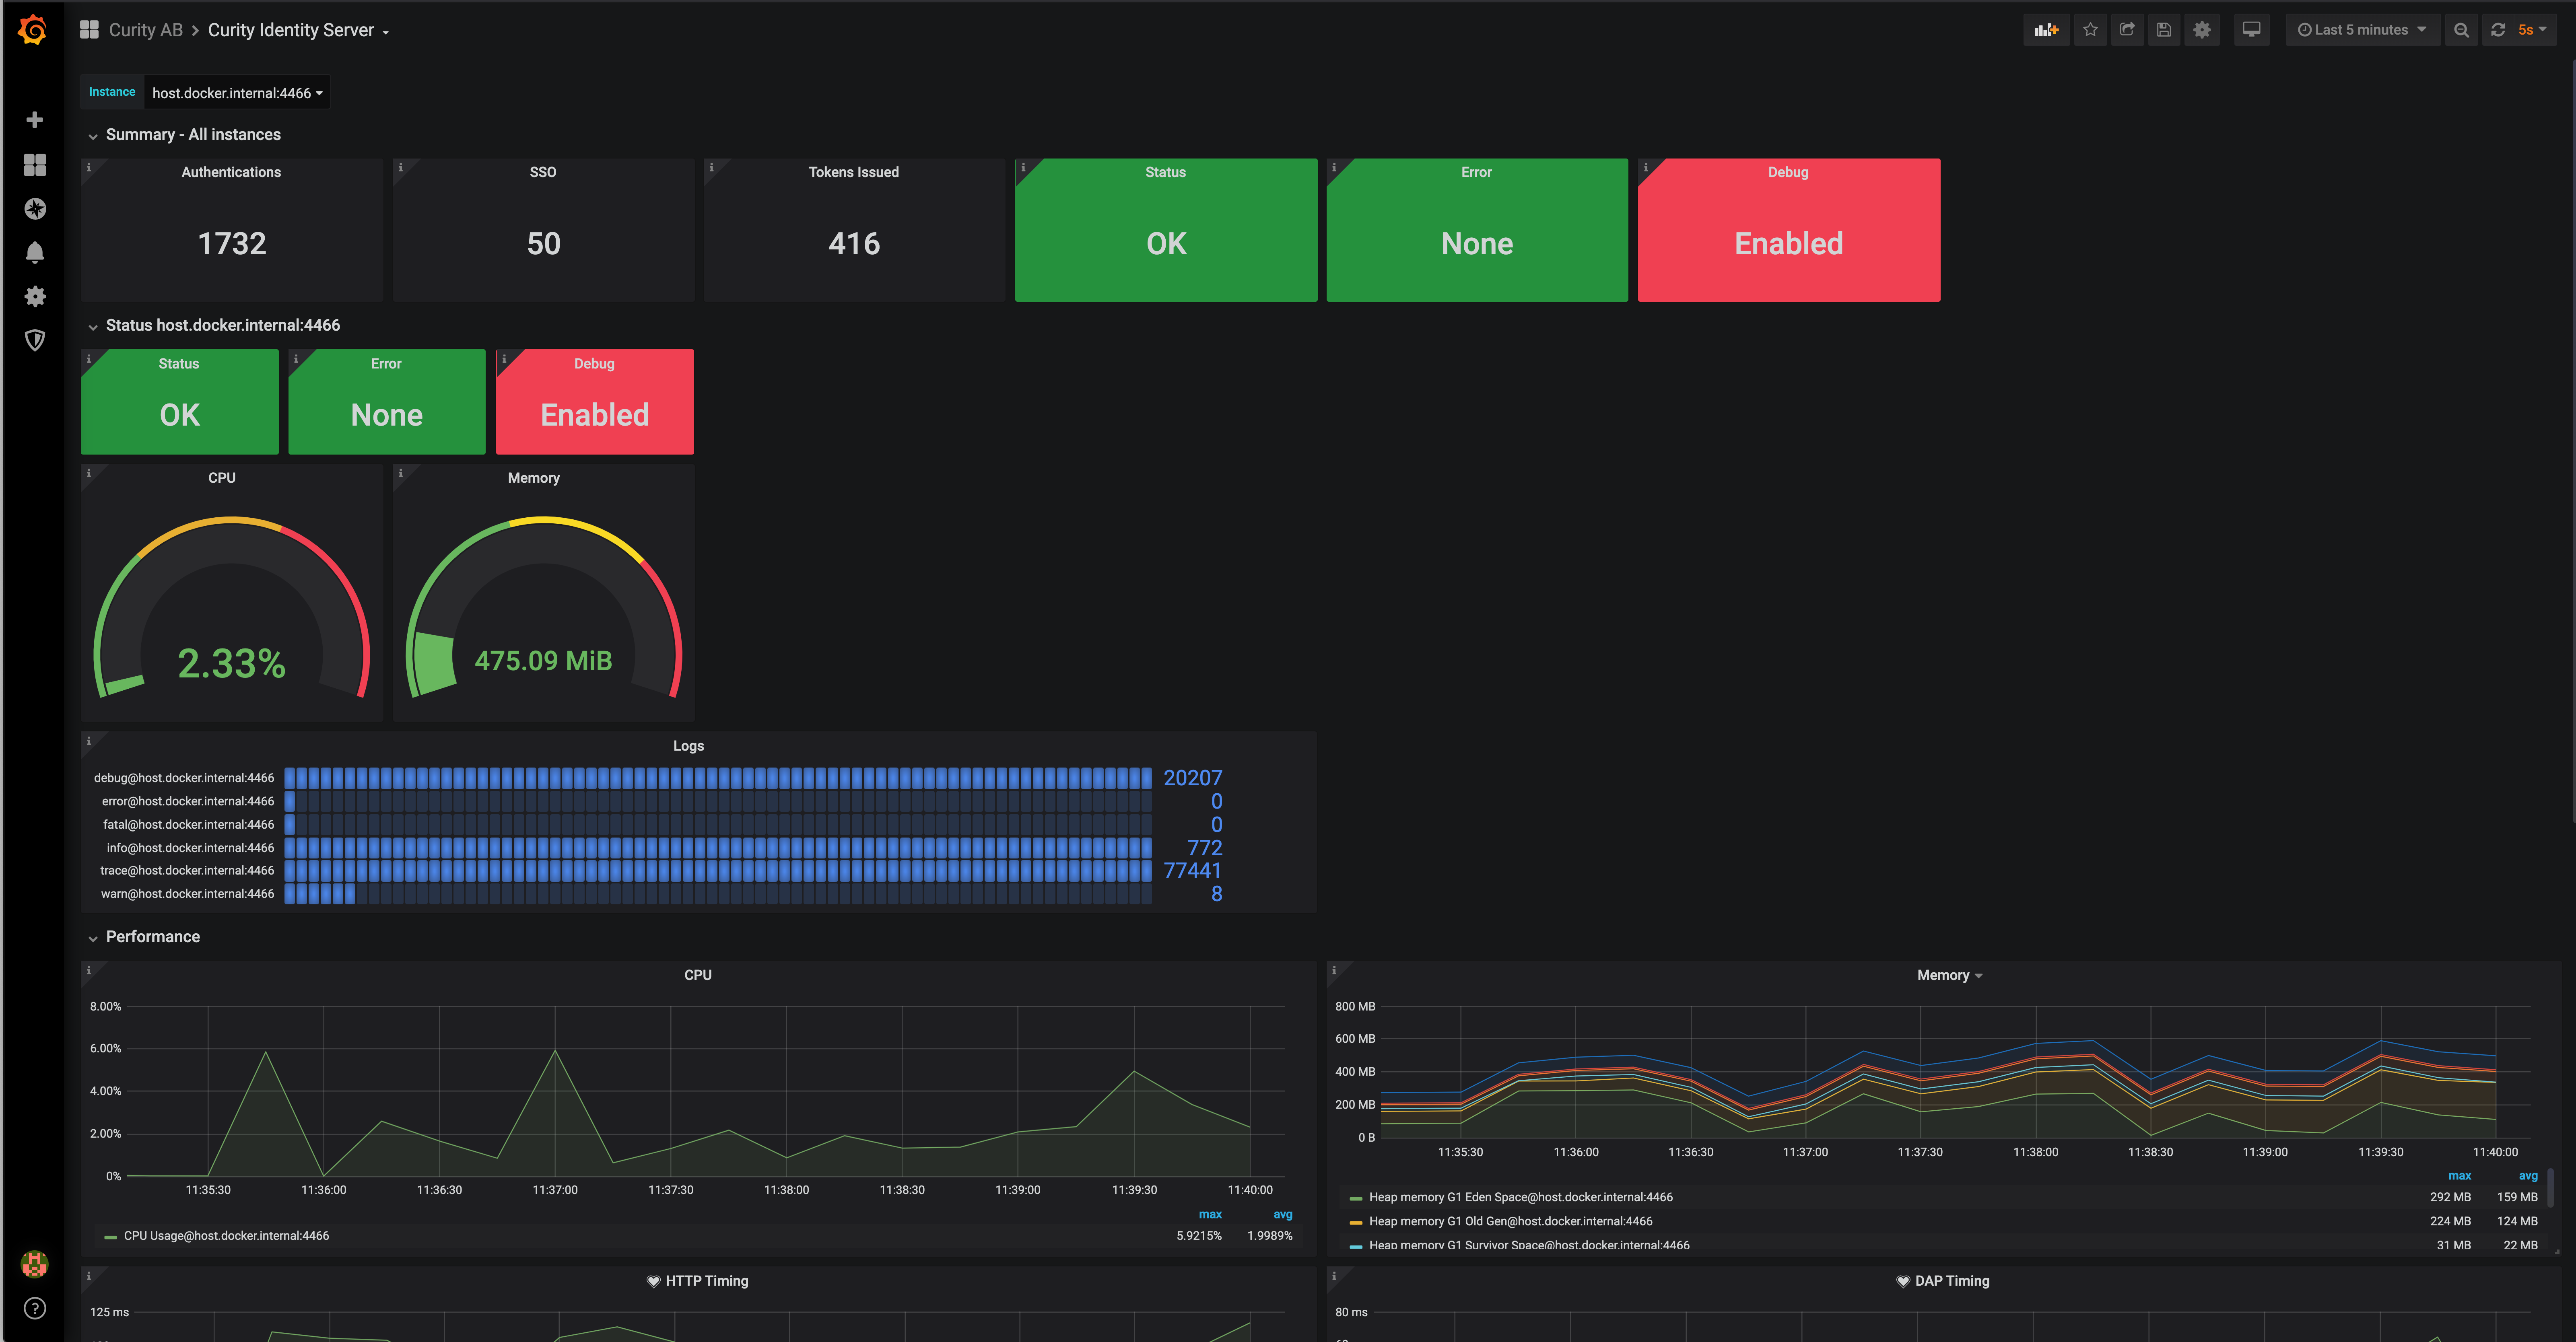 Curity AB > Curity Identity Server
Last 5 minutes
5s
Instance host.docker.internal:4466
Summary - All instances
Authentications
1732
SSO
50
Tokens Issued
416
Status
OK
Error
None
Debug
Enabled
Status host.docker.internal:4466
Status
OK
Error
None
Debug
Enabled
CPU
2.33%
Memory
475.09 MiB
Logs
debug@host.docker.internal:4466 20207
error@host.docker.internal:4466 0
fatal@host.docker.internal:4466 0
info@host.docker.internal:4466 772
trace@host.docker.internal:4466 77441
warn@host.docker.internal:4466 8
Performance
CPU
8.00%
6.00%
4.00%
2.00%
0%
11:35:30 11:36:00 11:36:30 11:37:00 11:37:30 11:38:00 11:38:30 11:39:00 11:39:30 11:40:00
max avg
CPU Usage@host.docker.internal:4466 5.9215% 1.9989%
Memory
800 MB
600 MB
400 MB
200 MB
0 B
11:35:30 11:36:00 11:36:30 11:37:00 11:37:30 11:38:00 11:38:30 11:39:00 11:39:30 11:40:00
max avg
Heap memory G1 Eden Space@host.docker.internal:4466 292 MB 159 MB
Heap memory G1 Old Gen@host.docker.internal:4466 224 MB 124 MB
Heap memory G1 Survivor Space@host.docker.internal:4466 31 MB 22 MB
HTTP Timing
125 ms
DAP Timing
80 ms